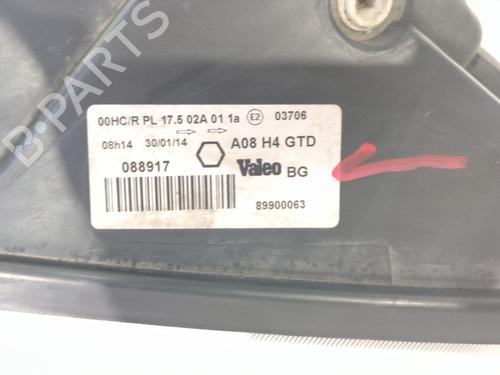 00HC/R PL 17.5 02A 01 1a E2 03706
08h14 30/01/14 A08 H4 GTD
088917 Valeo BG
89900063
B-PARTS